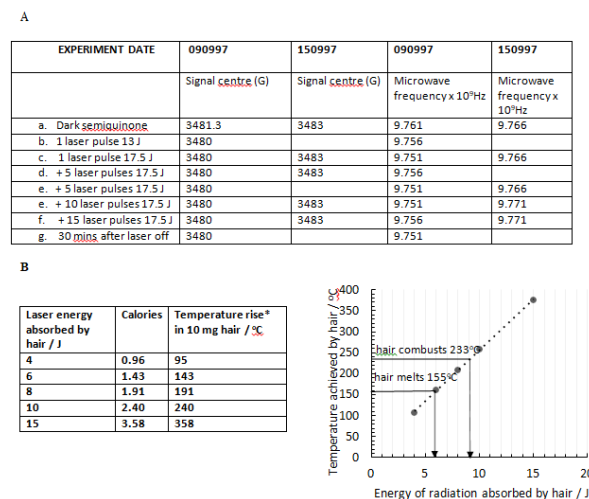 A
EXPERIMENT DATE 090997 150997 090997 150997
Signal centre (G) Signal centre (G) Microwave frequency x 10⁹Hz Microwave frequency x 10⁹Hz
a. Dark semiquinone 3481.3 3483 9.761 9.766
b. 1 laser pulse 13 J 3480 9.756
c. 1 laser pulse 17.5 J 3480 3483 9.751 9.766
d. + 5 laser pulses 17.5 J 3480 3483 9.756
e. + 5 laser pulses 17.5 J 3480 9.751 9.766
e. + 10 laser pulses 17.5 J 3480 3483 9.751 9.771
f. +15 laser pulses 17.5 J 3480 3483 9.756 9.771
g. 30 mins after laser off 3480 9.751
B
Laser energy absorbed by hair / J Calories Temperature rise* in 10 mg hair / °C
4 0.96 95
6 1.43 143
8 1.91 191
10 2.40 240
15 3.58 358
Temperature achieved by hair / °C
400
350
300
250
200
150
100
50
0
hair combusts 233°C
hair melts 155°C
0 5 10 15 20
Energy of radiation absorbed by hair / J